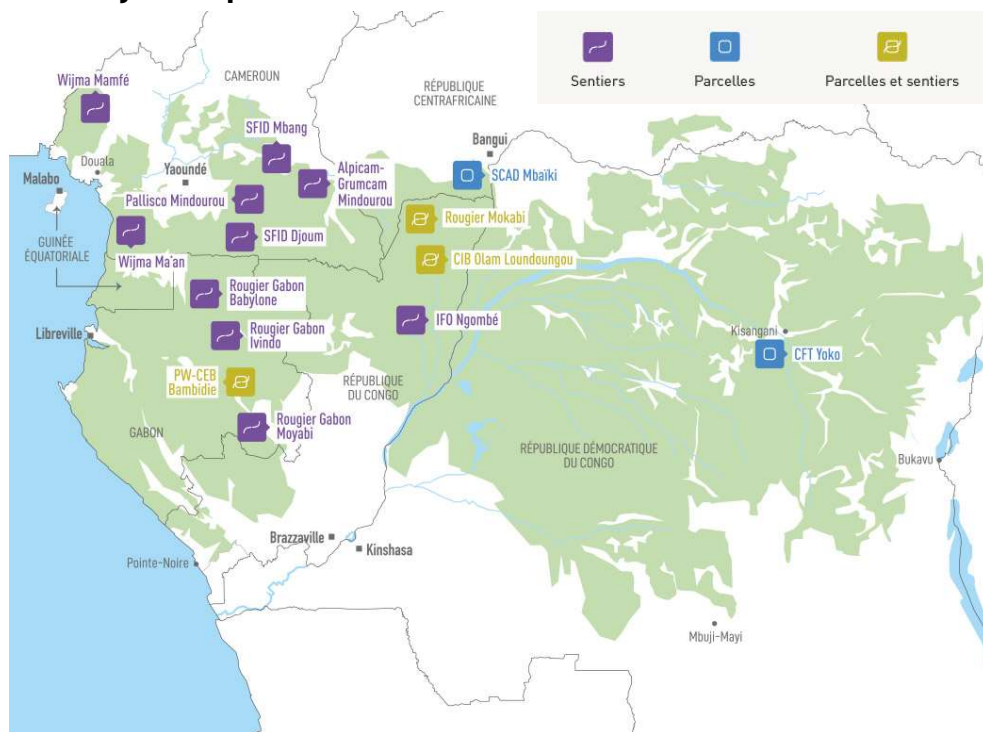 Sentiers
Parcelles
Parcelles et sentiers
Wijma Mamfé
CAMEROUN
RÉPUBLIQUE
CENTRAFRICAINE
SFID Mbang
Bangui
Douala
Yaoundé
Alpicam-
Grumcam
Mindourou
SCAD Mbaïki
Malabo
Pallisco Mindourou
Rougier Mokabi
GUINÉE
ÉQUATORIALE
SFID Djoum
Wijma Ma'an
CIB Olam Loundoungou
Rougier Gabon
Babylone
IFO Ngombé
Libreville
Rougier Gabon
Ivindo
Kisangani
CFT Yoko
PW-CEB
Bambidie
RÉPUBLIQUE
DU CONGO
Rougier Gabon
Moyabi
GABON
RÉPUBLIQUE DÉMOCRATIQUE
DU CONGO
Bukavu
Brazzaville
Kinshasa
Pointe-Noire
Mbuji-Mayi